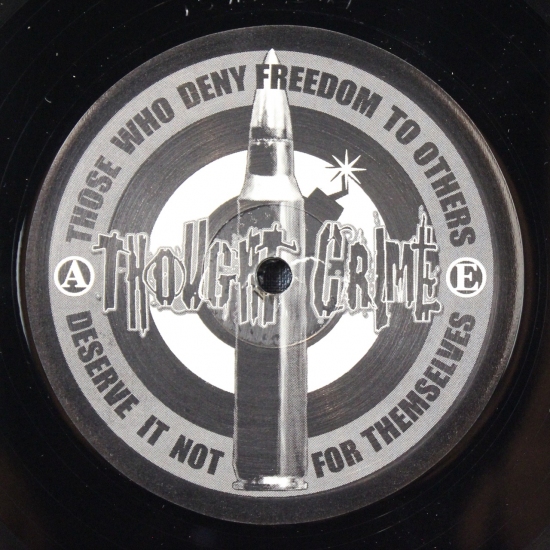 THOSE WHO DENY FREEDOM TO OTHERS
THOUGHT CRIME
A
E
DESERVE IT NOT FOR THEMSELVES